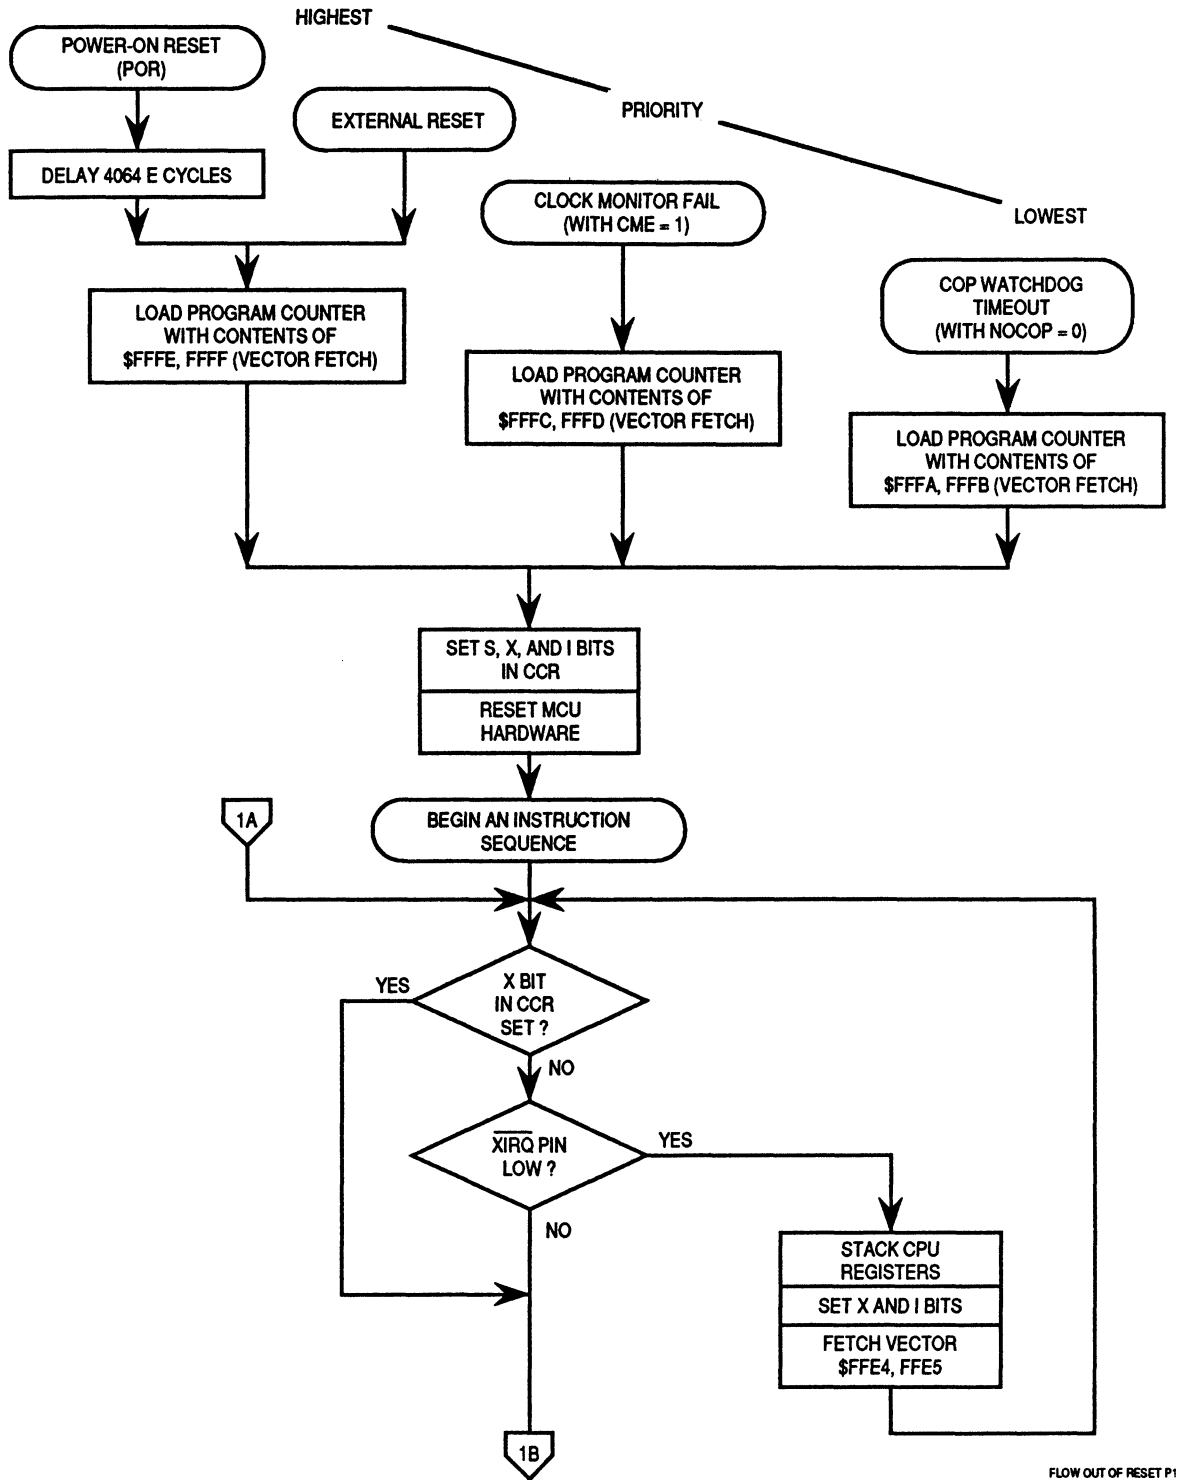 HIGHEST
POWER-ON RESET
(POR)
PRIORITY
EXTERNAL RESET
DELAY 4064 E CYCLES
CLOCK MONITOR FAIL
(WITH CME = 1)
LOWEST
COP WATCHDOG
TIMEOUT
(WITH NOCOP = 0)
LOAD PROGRAM COUNTER
WITH CONTENTS OF
$FFFE, FFFF (VECTOR FETCH)
LOAD PROGRAM COUNTER
WITH CONTENTS OF
$FFFC, FFFD (VECTOR FETCH)
LOAD PROGRAM COUNTER
WITH CONTENTS OF
$FFFA, FFFB (VECTOR FETCH)
SET S, X, AND I BITS
IN CCR
RESET MCU
HARDWARE
1A
BEGIN AN INSTRUCTION
SEQUENCE
YES
X BIT
IN CCR
SET ?
NO
XIRQ PIN
LOW ?
YES
NO
STACK CPU
REGISTERS
SET X AND I BITS
FETCH VECTOR
$FFE4, FFE5
1B
FLOW OUT OF RESET P1